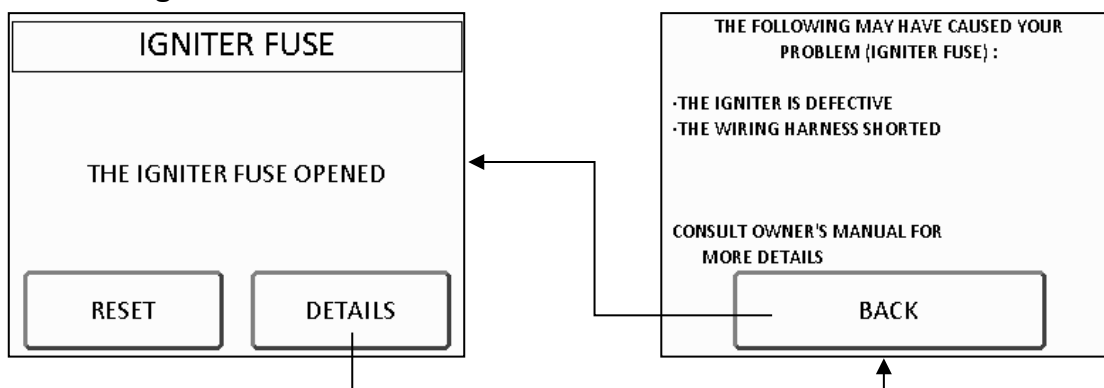 IGNITER FUSE
THE IGNITER FUSE OPENED
RESET
DETAILS
THE FOLLOWING MAY HAVE CAUSED YOUR
PROBLEM (IGNITER FUSE) :
·THE IGNITER IS DEFECTIVE
·THE WIRING HARNESS SHORTED
CONSULT OWNER'S MANUAL FOR
MORE DETAILS
BACK